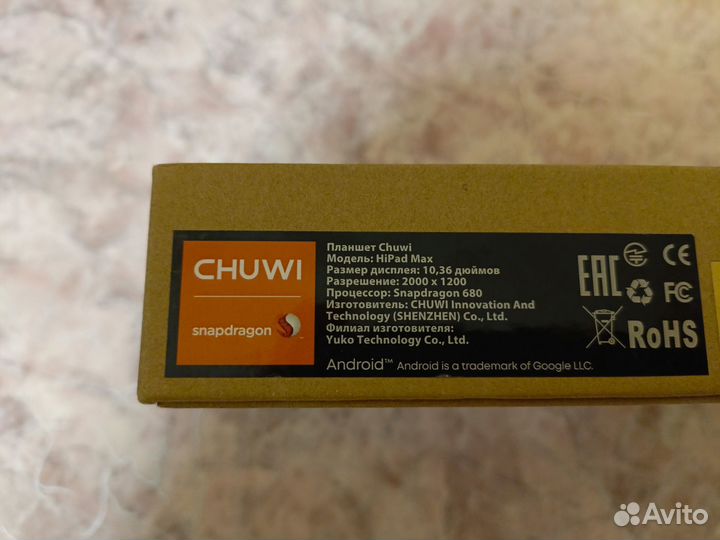 CHUWI
snapdragon
Планшет Chuwi
Модель: HiPad Max
Размер дисплея: 10,36 дюймов
Разрешение: 2000 x 1200
Процессор: Snapdragon 680
Изготовитель: CHUWI Innovation And
Technology (SHENZHEN) Co., Ltd.
Филиал изготовителя:
Yuko Technology Co., Ltd.
Android™ Android is a trademark of Google LLC.
EAC
CE
FC
RoHS
Avito